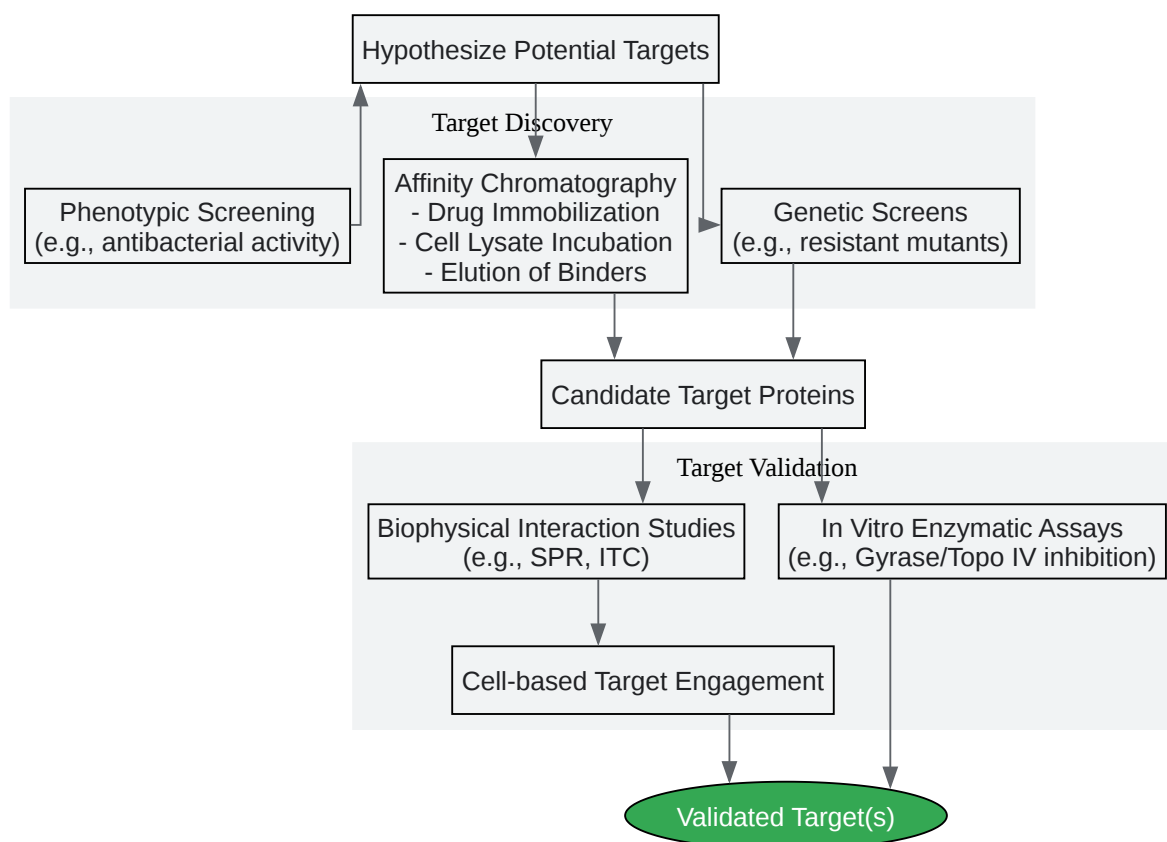 Hypothesize Potential Targets
Target Discovery
Phenotypic Screening
(e.g., antibacterial activity)
Affinity Chromatography
- Drug Immobilization
- Cell Lysate Incubation
- Elution of Binders
Genetic Screens
(e.g., resistant mutants)
Candidate Target Proteins
Target Validation
Biophysical Interaction Studies
(e.g., SPR, ITC)
In Vitro Enzymatic Assays
(e.g., Gyrase/Topo IV inhibition)
Cell-based Target Engagement
Validated Target(s)